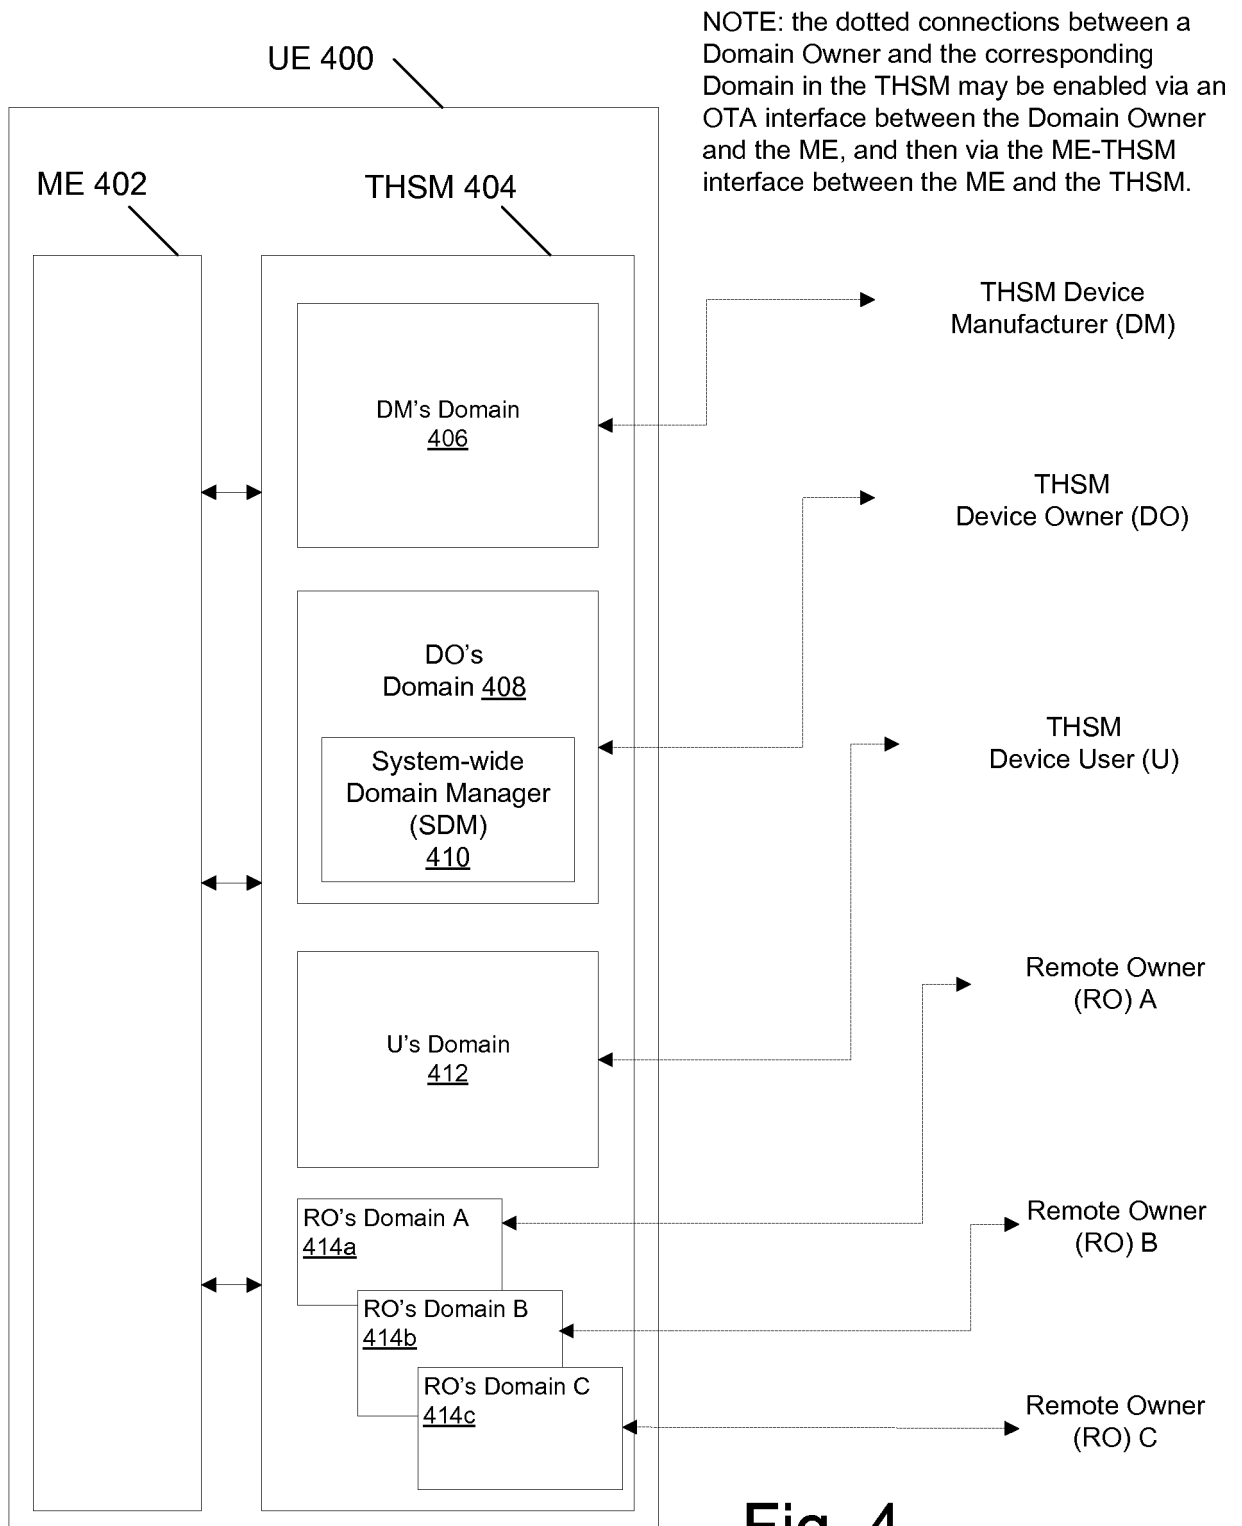 NOTE: the dotted connections between a
Domain Owner and the corresponding
Domain in the THSM may be enabled via an
OTA interface between the Domain Owner
and the ME, and then via the ME-THSM
interface between the ME and the THSM.
UE 400
ME 402
THSM 404
THSM Device
Manufacturer (DM)
DM's Domain
406
THSM
Device Owner (DO)
DO's
Domain 408
System-wide
Domain Manager
(SDM)
410
THSM
Device User (U)
U's Domain
412
Remote Owner
(RO) A
RO's Domain A
414a
Remote Owner
(RO) B
RO's Domain B
414b
RO's Domain C
414c
Remote Owner
(RO) C
Fig. 4